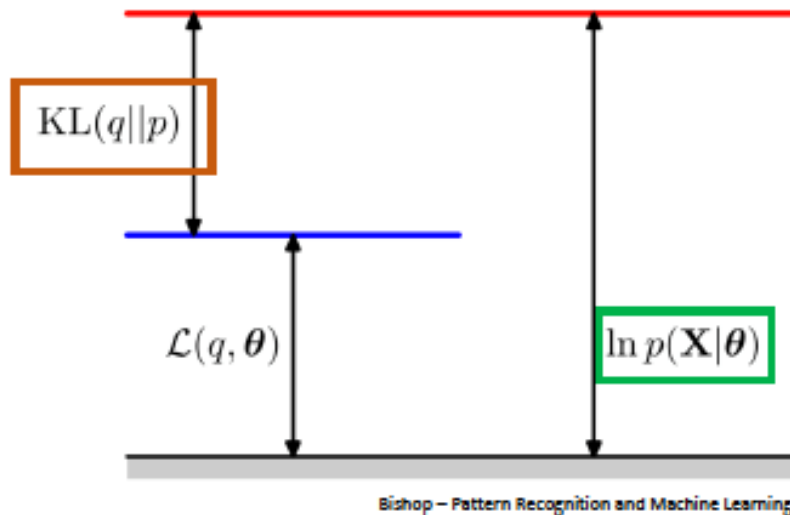 KL(q||p)
ℒ(q, θ)
ln p(X|θ)
Bishop – Pattern Recognition and Machine Learning